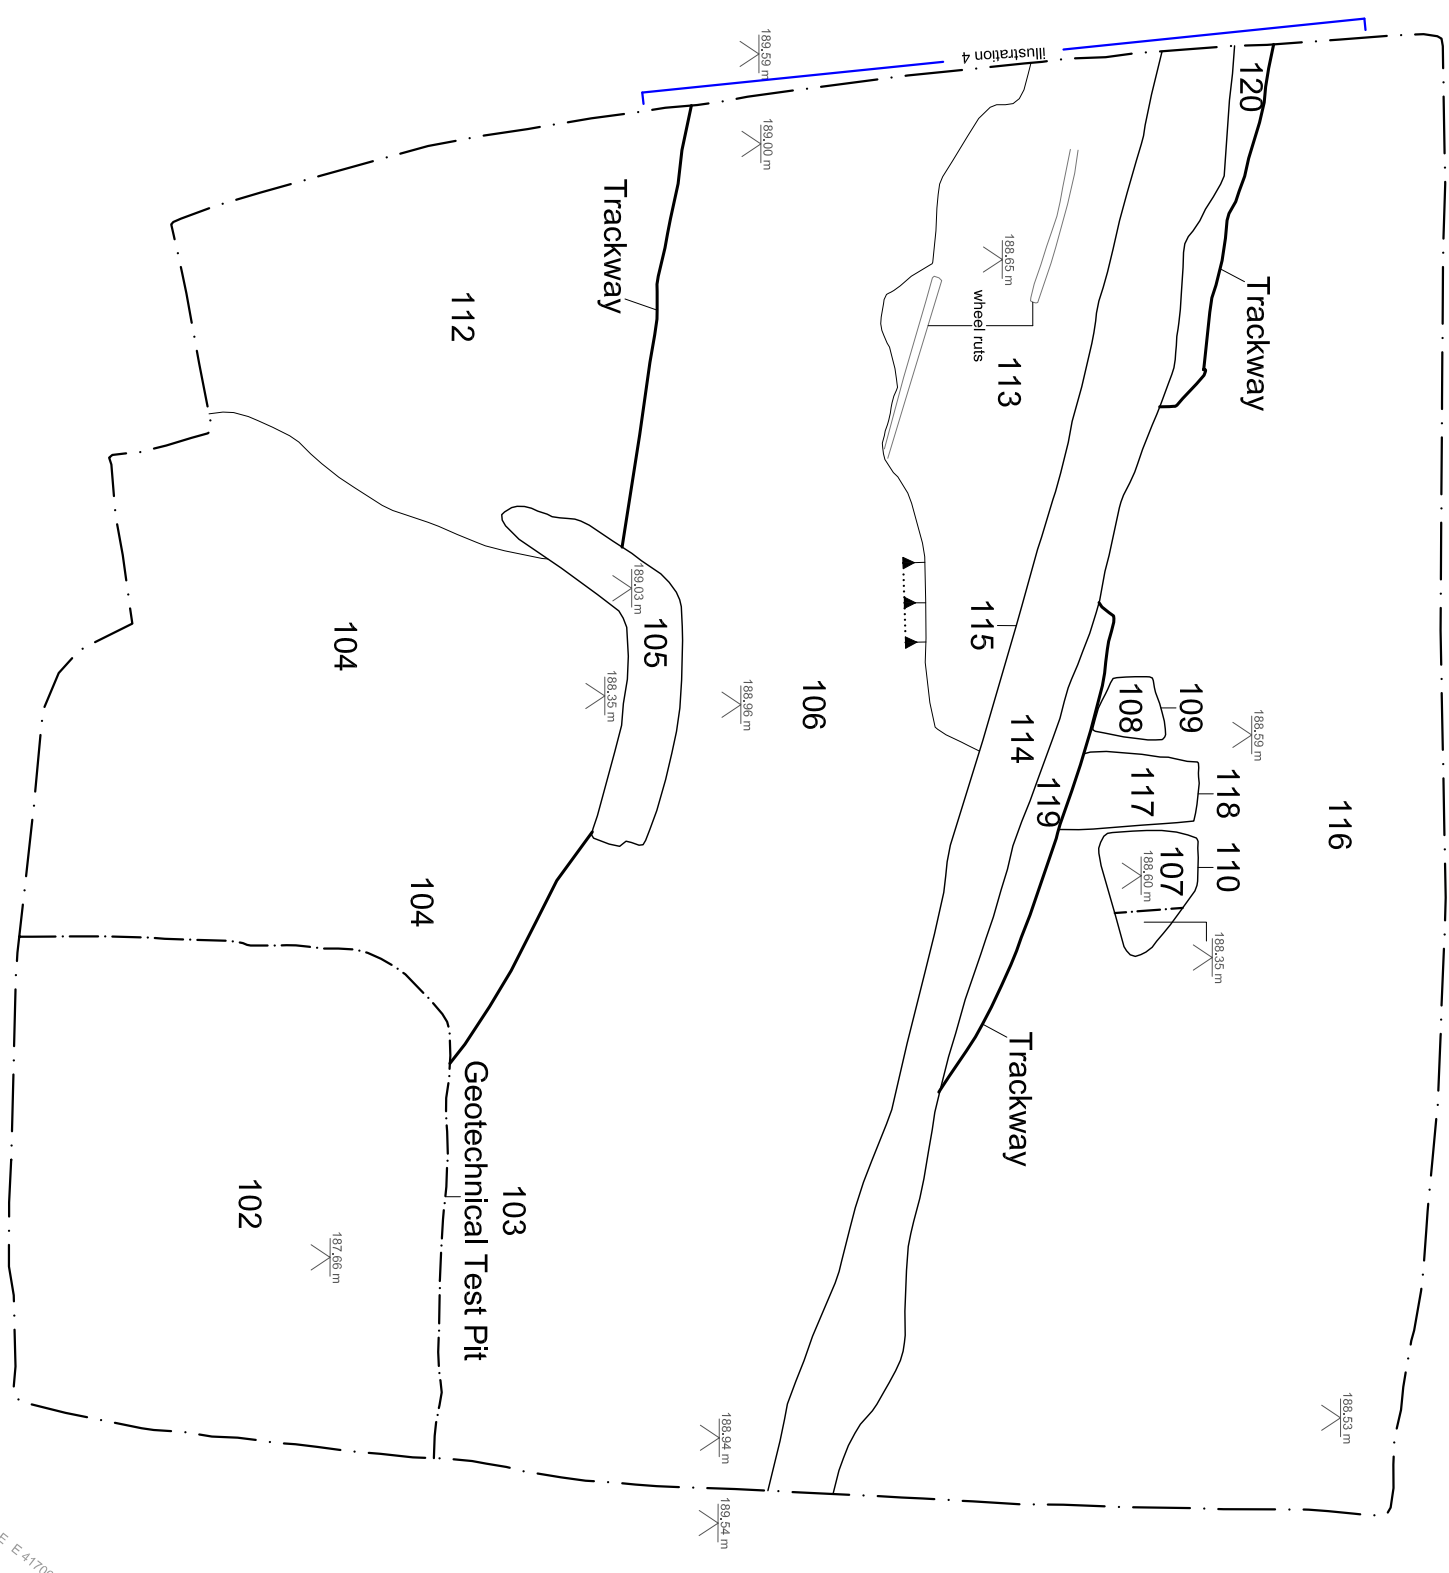 illustration 4
189.59 m
189.00 m
120
Trackway
Trackway
188.65 m
wheel ruts
113
112
189.03 m
105
104
188.35 m
115
188.96 m
106
114
108
109
188.59 m
119
117
118
116
107
110
188.60 m
188.35 m
104
Trackway
Geotechnical Test Pit
103
102
187.66 m
188.94 m
188.53 m
189.54 m